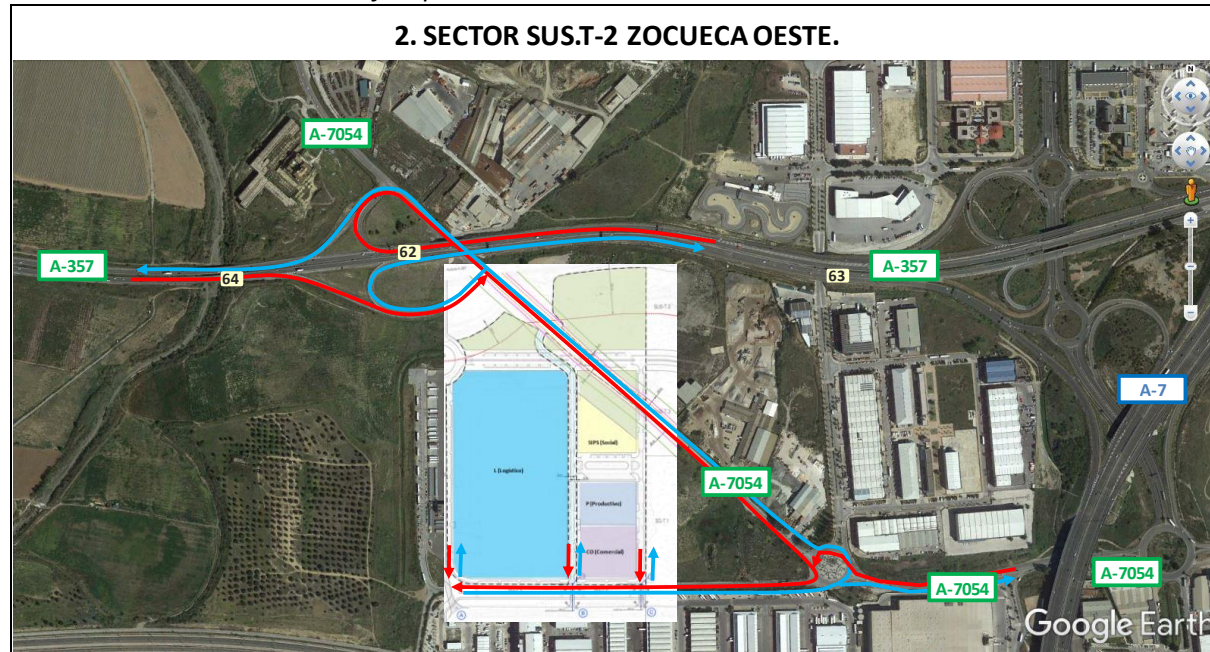 2. SECTOR SUS.T-2 ZOCUECA OESTE.
N
A-7054
62
A-357
64
A-357
63
A-7
SIPS (Social)
L (Logístico)
A-7054
P (Productivo)
CO (Comercial)
A-7054
A-7054
A
B
C
Google Earth